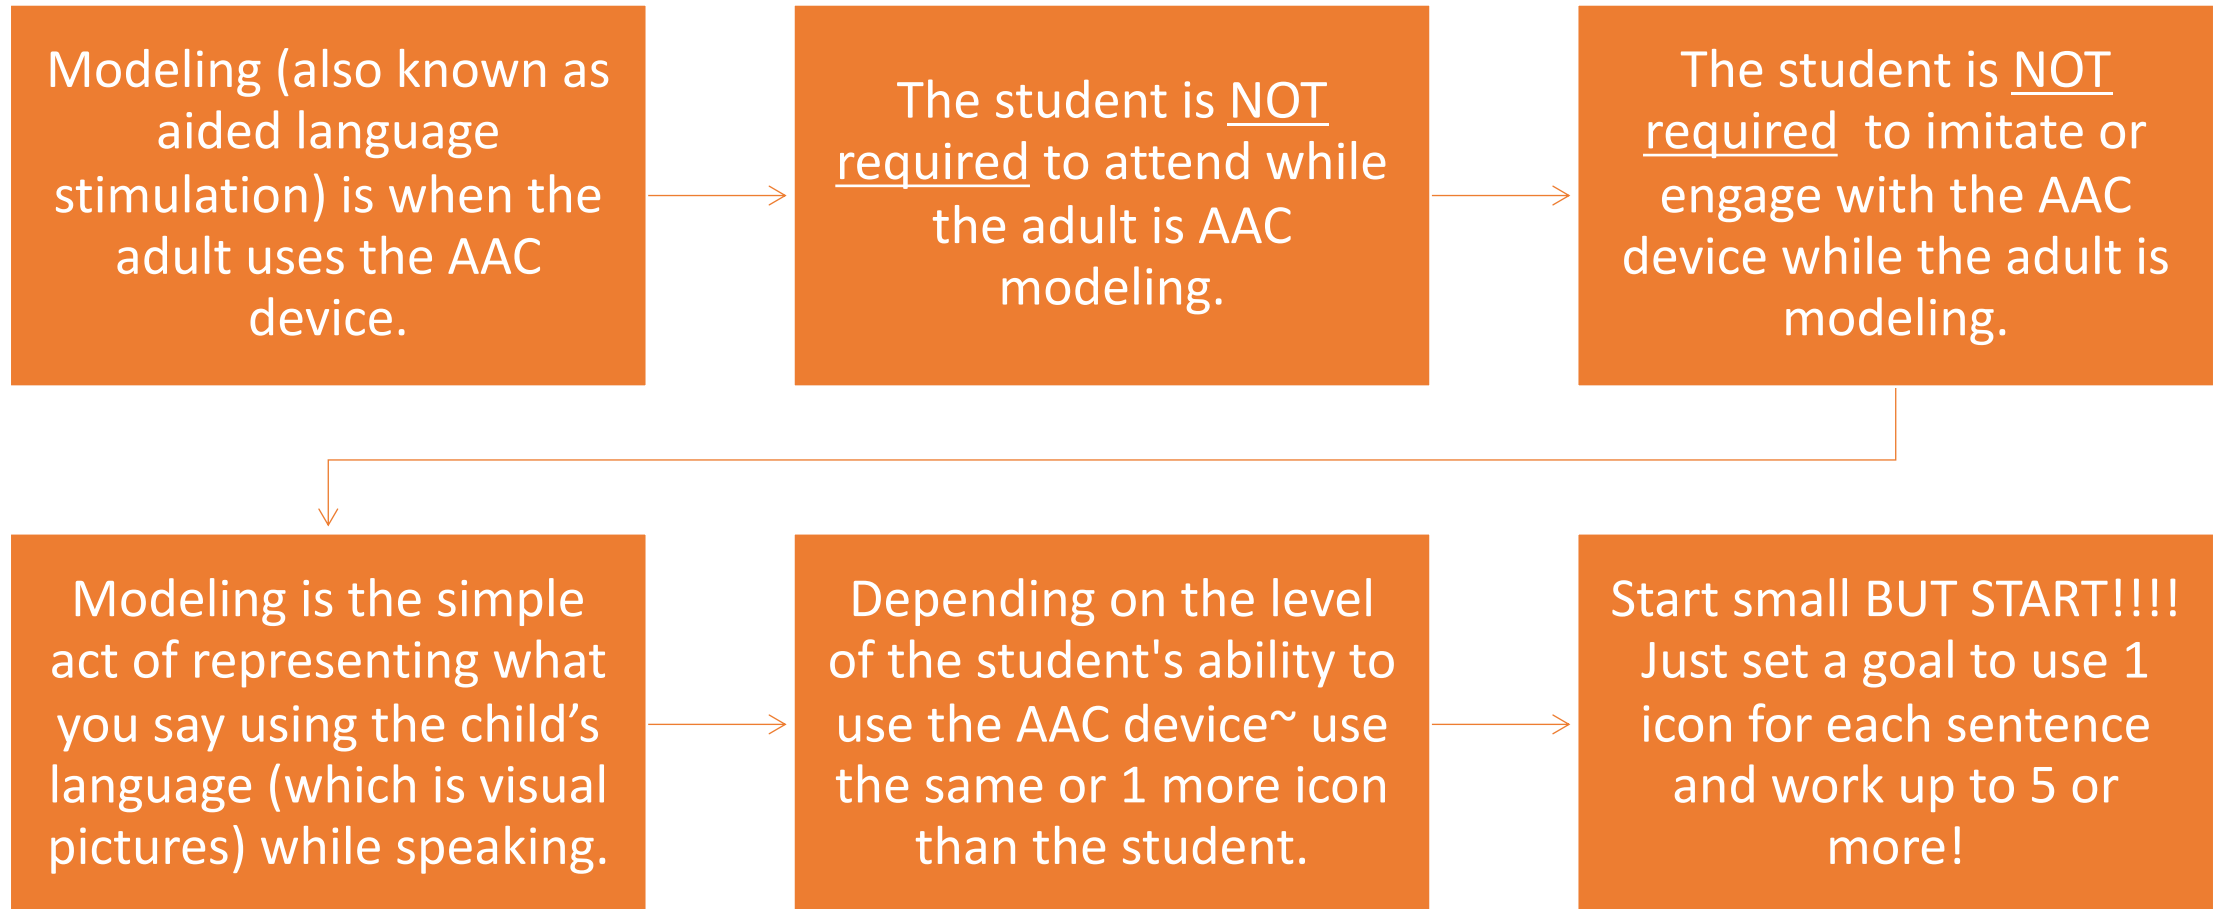 Modeling (also known as
aided language
stimulation) is when the
adult uses the AAC
device.
The student is NOT
required to attend while
the adult is AAC
modeling.
The student is NOT
required  to imitate or
engage with the AAC
device while the adult is
modeling.
Modeling is the simple
act of representing what
you say using the child’s
language (which is visual
pictures) while speaking.
Depending on the level
of the student's ability to
use the AAC device~ use
the same or 1 more icon
than the student.
Start small BUT START!!!!
Just set a goal to use 1
icon for each sentence
and work up to 5 or
more!